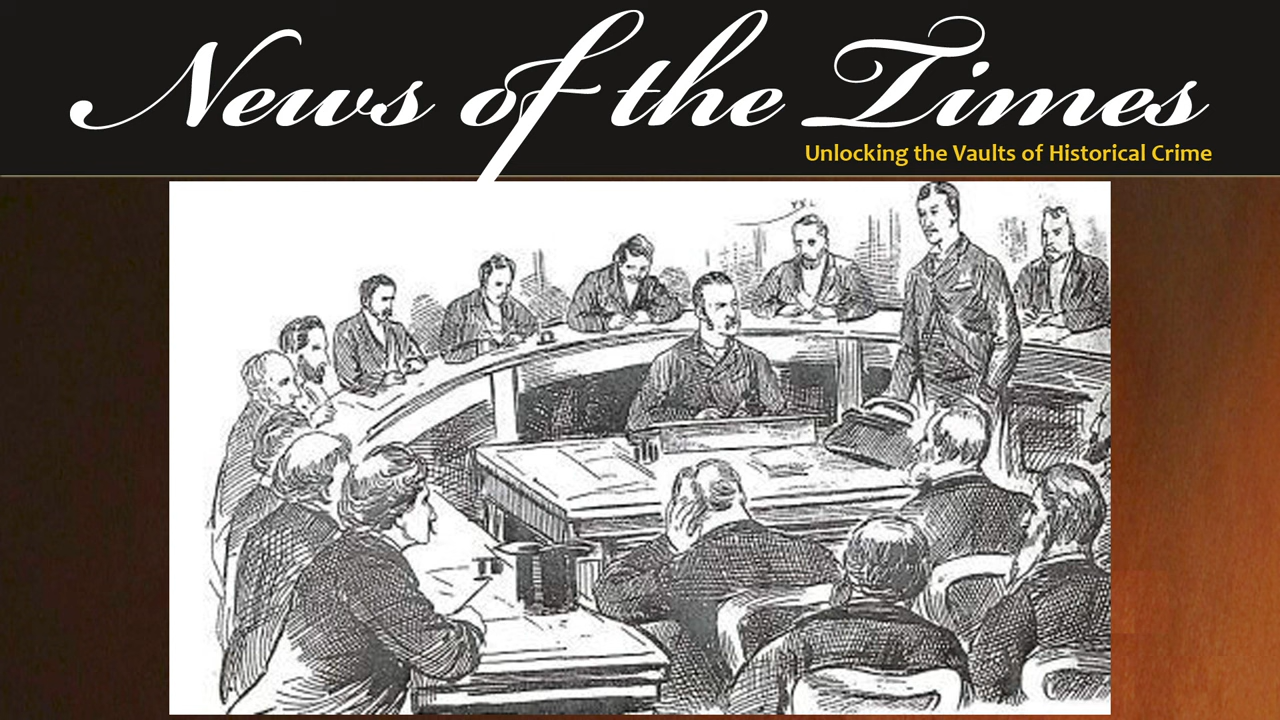 News of the Times
Unlocking the Vaults of Historical Crime